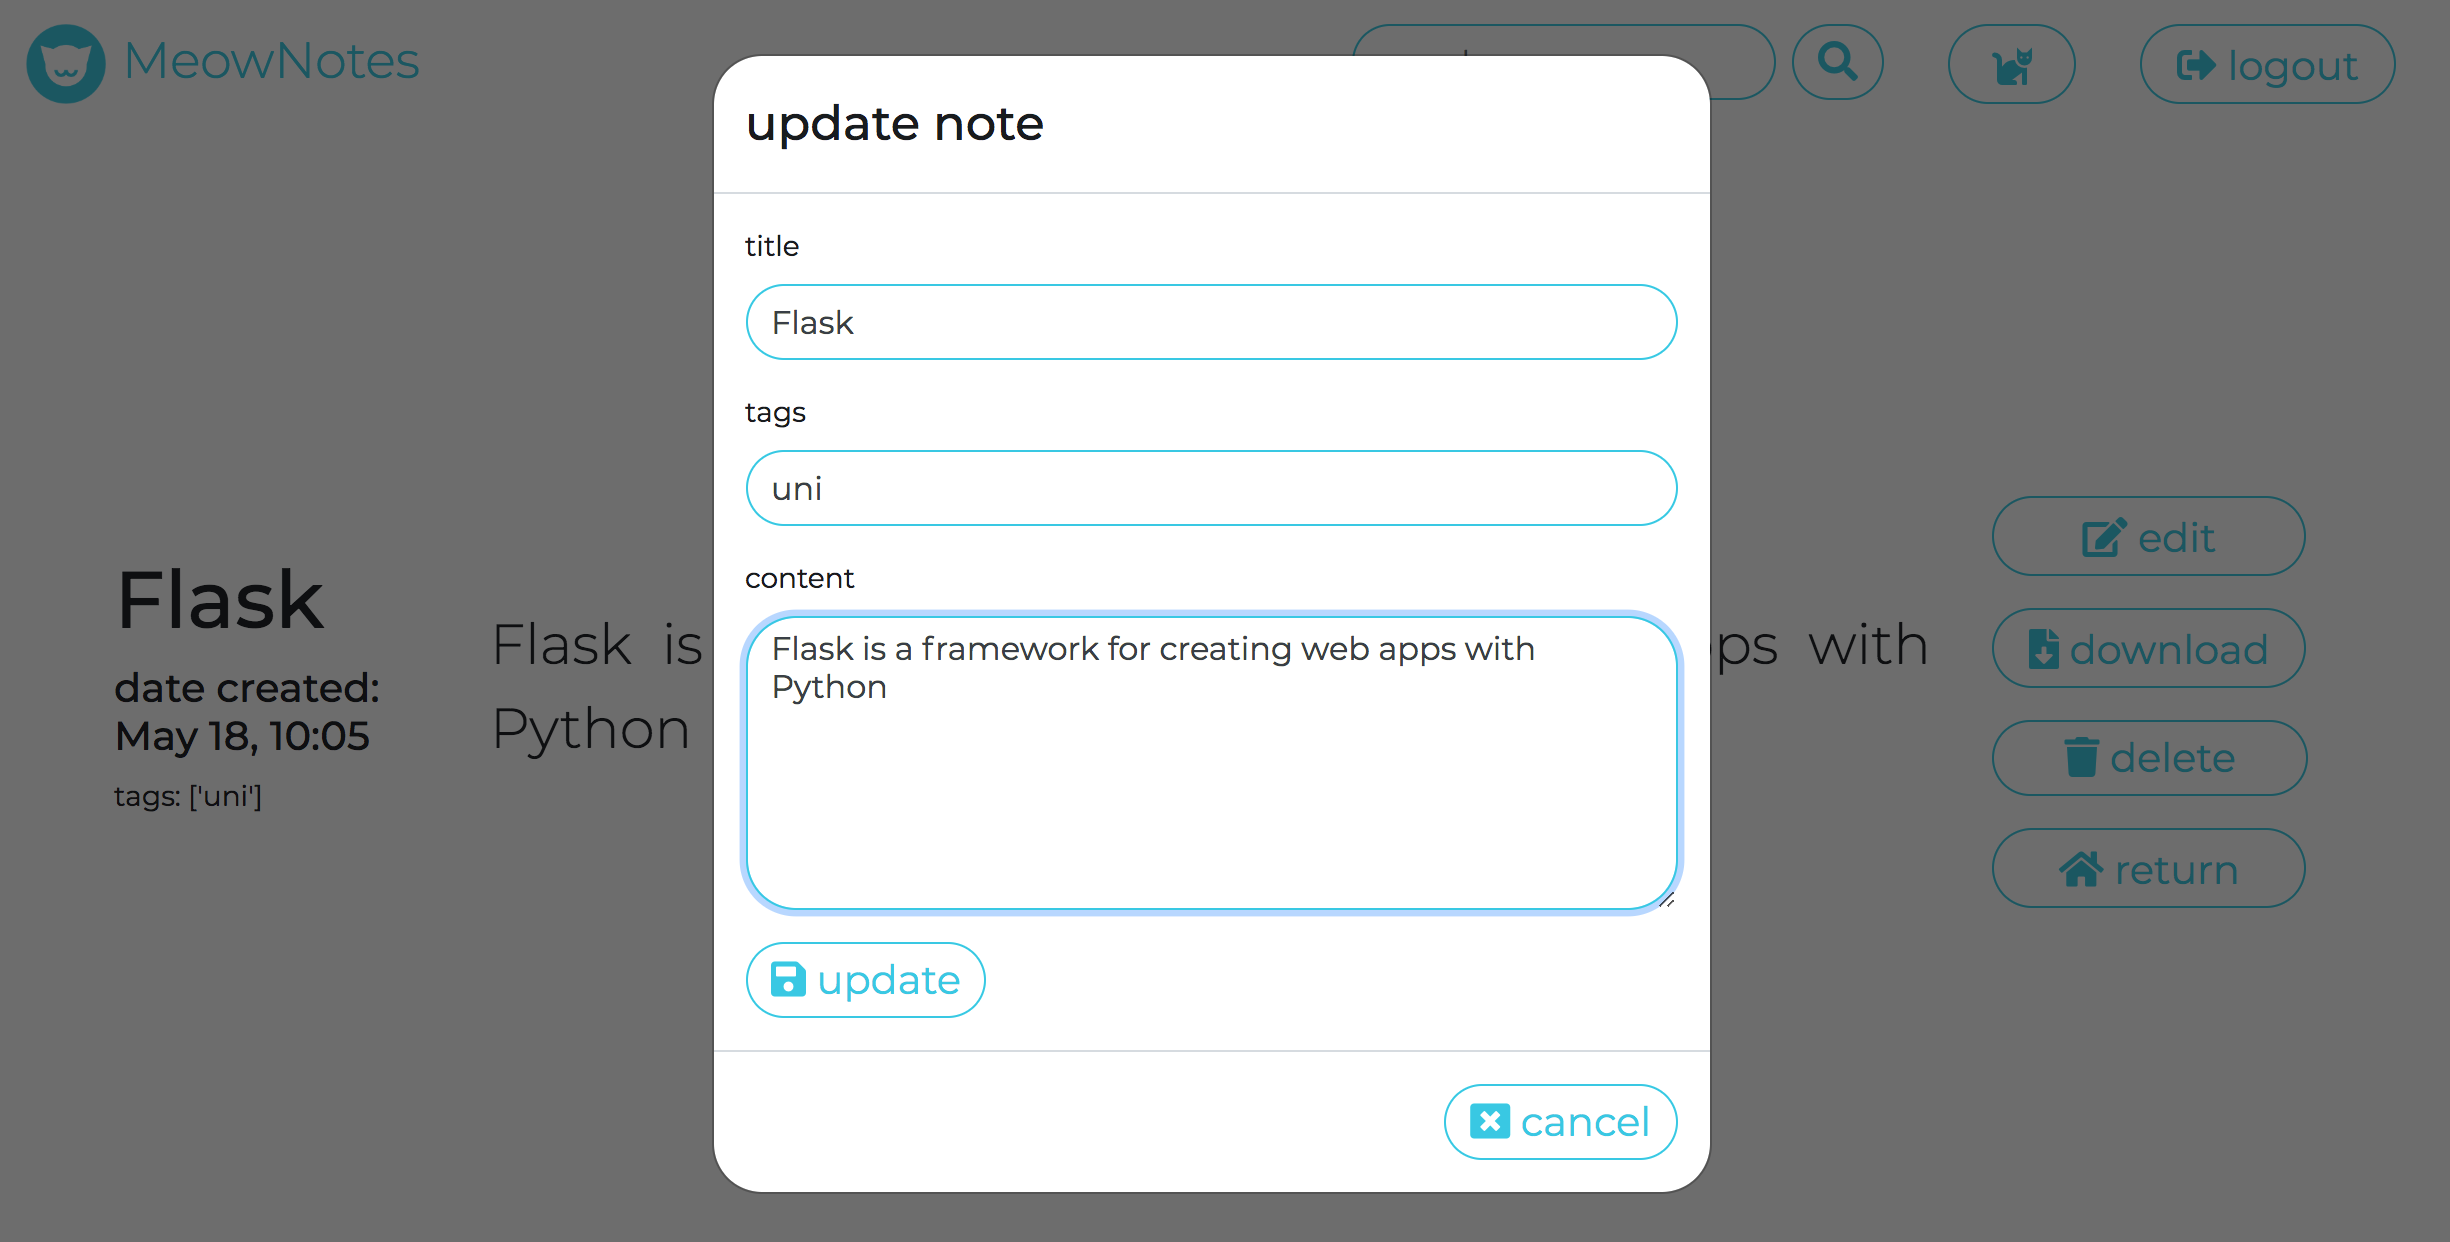 MeowNotes
logout
update note
title
Flask
tags
uni
content
Flask is a framework for creating web apps with
Python
update
cancel
Flask
date created:
May 18, 10:05
tags: ['uni']
Flask is
with
Python
edit
download
delete
return